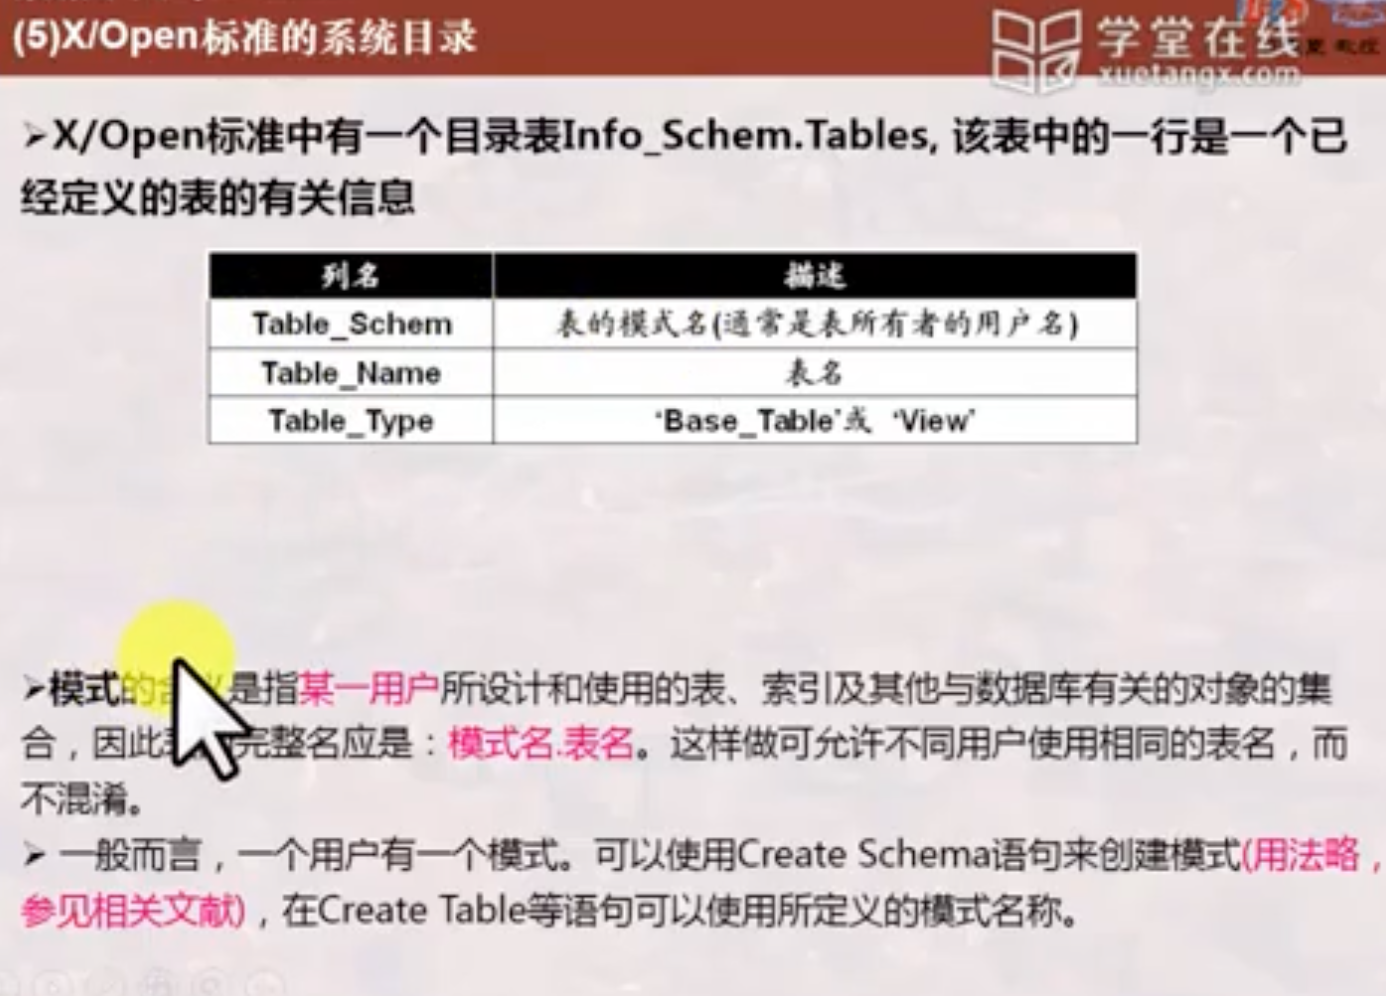 (5)X/Open标准的系统目录
学堂在线
xuetangx.com
教授
➢X/Open标准中有一个目录表Info_Schem.Tables, 该表中的一行是一个已
经定义的表的有关信息
列名 描述
Table_Schem 表的模式名(通常是表所有者的用户名)
Table_Name 表名
Table_Type ‘Base_Table’或 ‘View’
➢模式的含义是指某一用户所设计和使用的表、索引及其他与数据库有关的对象的集
合，因此 完整名应是：模式名.表名。这样做可允许不同用户使用相同的表名，而
不混淆。
➢ 一般而言，一个用户有一个模式。可以使用Create Schema语句来创建模式(用法略，
参见相关文献)，在Create Table等语句可以使用所定义的模式名称。